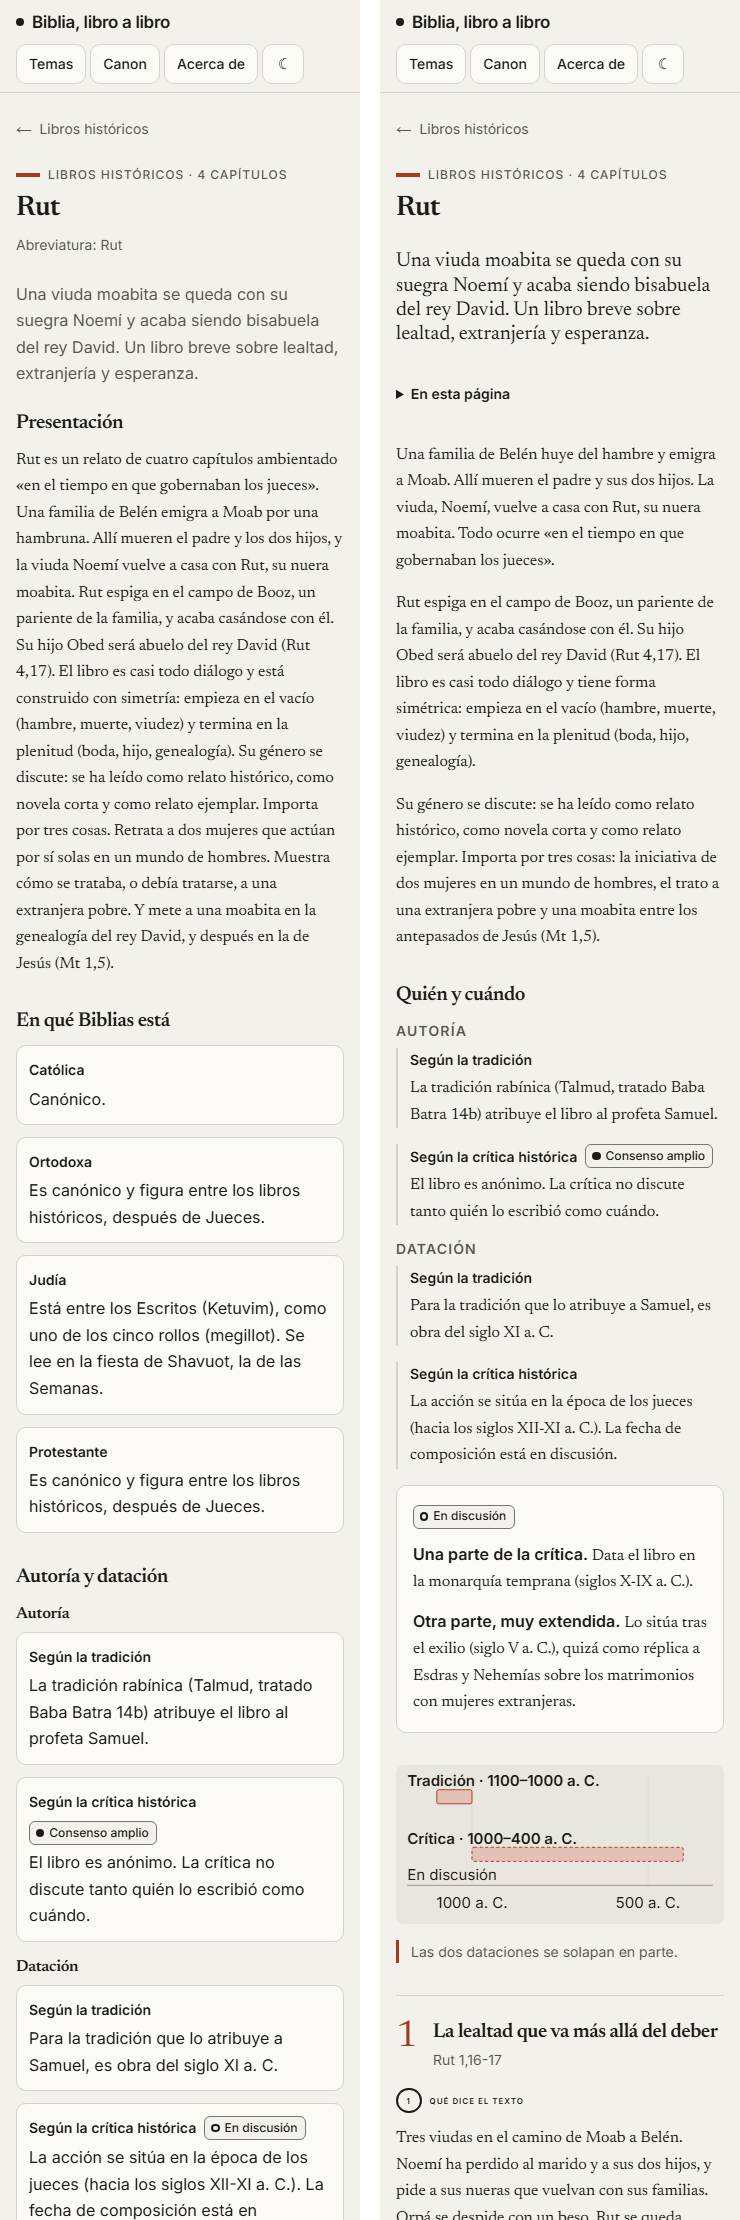 Biblia, libro a libro
Temas
Canon
Acerca de
← Libros históricos
LIBROS HISTÓRICOS · 4 CAPÍTULOS
Rut
Abreviatura: Rut
Una viuda moabita se queda con su
suegra Noemí y acaba siendo bisabuela
del rey David. Un libro breve sobre lealtad,
extranjería y esperanza.
Presentación
Rut es un relato de cuatro capítulos ambientado
«en el tiempo en que gobernaban los jueces».
Una familia de Belén emigra a Moab por una
hambruna. Allí mueren el padre y los dos hijos, y
la viuda Noemí vuelve a casa con Rut, su nuera
moabita. Rut espiga en el campo de Booz, un
pariente de la familia, y acaba casándose con él.
Su hijo Obed será abuelo del rey David (Rut
4,17). El libro es casi todo diálogo y está
construido con simetría: empieza en el vacío
(hambre, muerte, viudez) y termina en la
plenitud (boda, hijo, genealogía). Su género se
discute: se ha leído como relato histórico, como
novela corta y como relato ejemplar. Importa
por tres cosas. Retrata a dos mujeres que actúan
por sí solas en un mundo de hombres. Muestra
cómo se trataba, o debía tratarse, a una
extranjera pobre. Y mete a una moabita en la
genealogía del rey David, y después en la de
Jesús (Mt 1,5).
En qué Biblias está
Católica
Canónico.
Ortodoxa
Es canónico y figura entre los libros
históricos, después de Jueces.
Judía
Está entre los Escritos (Ketuvim), como
uno de los cinco rollos (megillot). Se
lee en la fiesta de Shavuot, la de las
Semanas.
Protestante
Es canónico y figura entre los libros
históricos, después de Jueces.
Autoría y datación
Autoría
Según la tradición
La tradición rabínica (Talmud, tratado
Baba Batra 14b) atribuye el libro al
profeta Samuel.
Según la crítica histórica
Consenso amplio
El libro es anónimo. La crítica no
discute tanto quién lo escribió como
cuándo.
Datación
Según la tradición
Para la tradición que lo atribuye a
Samuel, es obra del siglo XI a. C.
Según la crítica histórica En discusión
La acción se sitúa en la época de los
jueces (hacia los siglos XII-XI a. C.). La
fecha de composición está en
Biblia, libro a libro
Temas
Canon
Acerca de
← Libros históricos
LIBROS HISTÓRICOS · 4 CAPÍTULOS
Rut
Una viuda moabita se queda con su
suegra Noemí y acaba siendo bisabuela
del rey David. Un libro breve sobre
lealtad, extranjería y esperanza.
En esta página
Una familia de Belén huye del hambre y emigra
a Moab. Allí mueren el padre y sus dos hijos. La
viuda, Noemí, vuelve a casa con Rut, su nuera
moabita. Todo ocurre «en el tiempo en que
gobernaban los jueces».
Rut espiga en el campo de Booz, un pariente de
la familia, y acaba casándose con él. Su hijo
Obed será abuelo del rey David (Rut 4,17). El
libro es casi todo diálogo y tiene forma
simétrica: empieza en el vacío (hambre, muerte,
viudez) y termina en la plenitud (boda, hijo,
genealogía).
Su género se discute: se ha leído como relato
histórico, como novela corta y como relato
ejemplar. Importa por tres cosas: la iniciativa de
dos mujeres en un mundo de hombres, el trato a
una extranjera pobre y una moabita entre los
antepasados de Jesús (Mt 1,5).
Quién y cuándo
AUTORÍA
Según la tradición
La tradición rabínica (Talmud, tratado Baba
Batra 14b) atribuye el libro al profeta Samuel.
Según la crítica histórica Consenso amplio
El libro es anónimo. La crítica no discute
tanto quién lo escribió como cuándo.
DATACIÓN
Según la tradición
Para la tradición que lo atribuye a Samuel, es
obra del siglo XI a. C.
Según la crítica histórica
La acción se sitúa en la época de los jueces
(hacia los siglos XII-XI a. C.). La fecha de
composición está en discusión.
En discusión
Una parte de la crítica. Data el libro en
la monarquía temprana (siglos X-IX a. C.).
Otra parte, muy extendida. Lo sitúa tras
el exilio (siglo V a. C.), quizá como réplica a
Esdras y Nehemías sobre los matrimonios
con mujeres extranjeras.
Tradición · 1100–1000 a. C.
Crítica · 1000–400 a. C.
En discusión
1000 a. C. 500 a. C.
Las dos dataciones se solapan en parte.
1 La lealtad que va más allá del deber
Rut 1,16-17
1 QUÉ DICE EL TEXTO
Tres viudas en el camino de Moab a Belén.
Noemí ha perdido al marido y a sus dos hijos, y
pide a sus nueras que vuelvan con sus familias.
Orpá se despide con un beso. Rut se queda